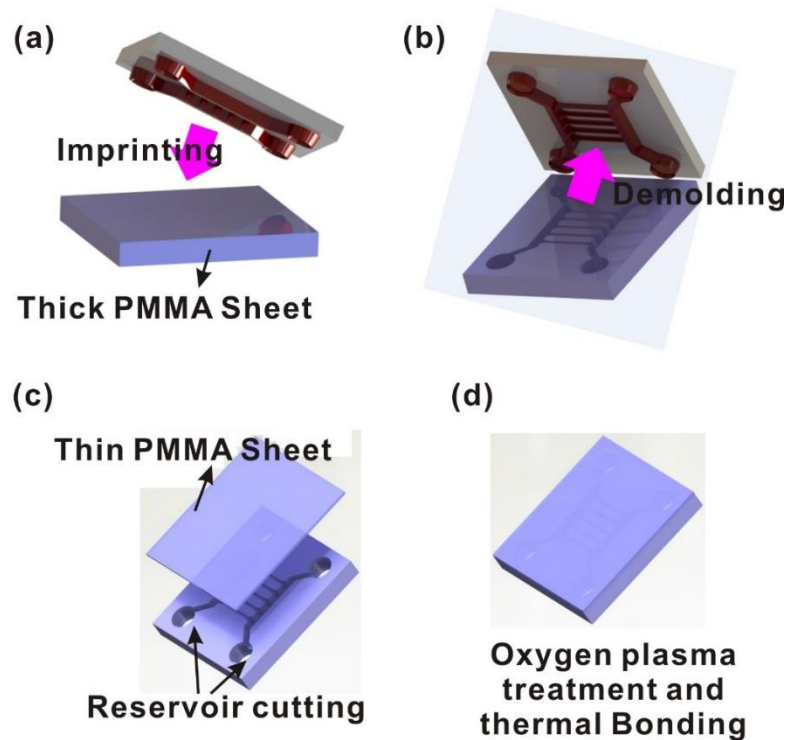 (a)
Imprinting
Thick PMMA Sheet
(b)
Demolding
(c)
Thin PMMA Sheet
Reservoir cutting
(d)
Oxygen plasma
treatment and
thermal Bonding